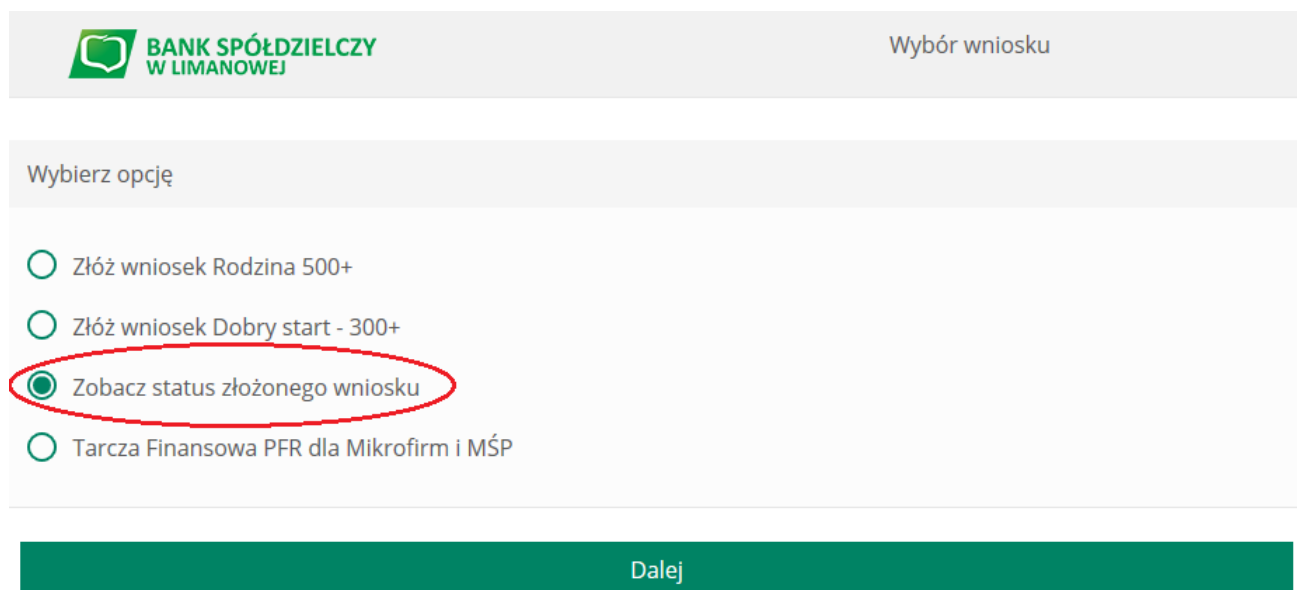 BANK SPÓŁDZIELCZY
W LIMANOWEJ
Wybór wniosku
Wybierz opcję
Złóż wniosek Rodzina 500+
Złóż wniosek Dobry start - 300+
Zobacz status złożonego wniosku
Tarcza Finansowa PFR dla Mikrofirm i MŚP
Dalej